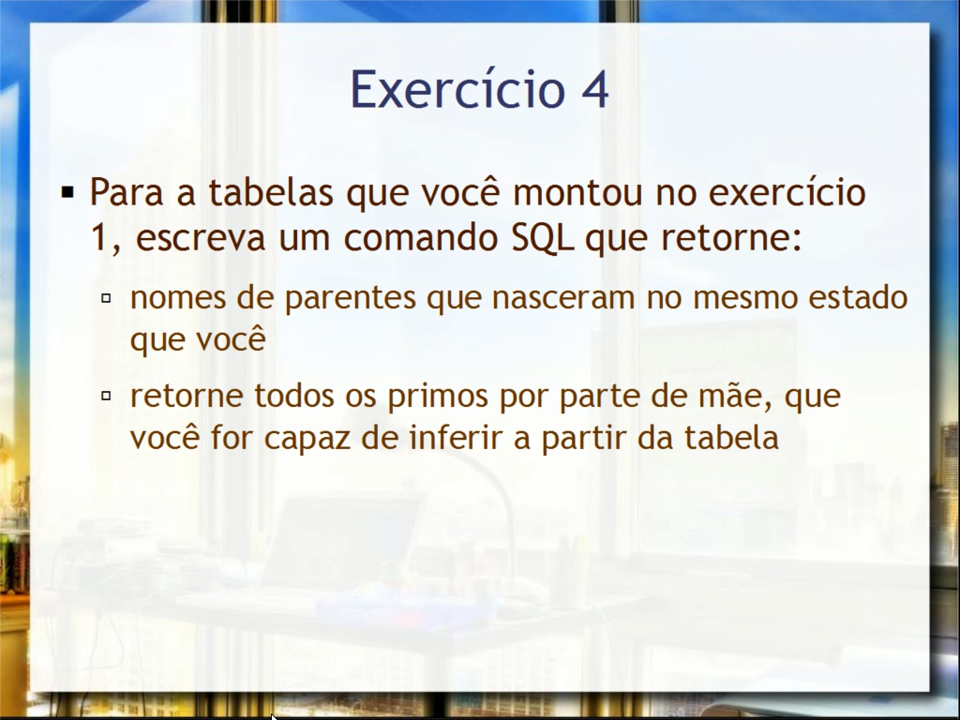 Exercício 4
Para a tabelas que você montou no exercício
1, escreva um comando SQL que retorne:
nomes de parentes que nasceram no mesmo estado
que você
retorne todos os primos por parte de mãe, que
você for capaz de inferir a partir da tabela